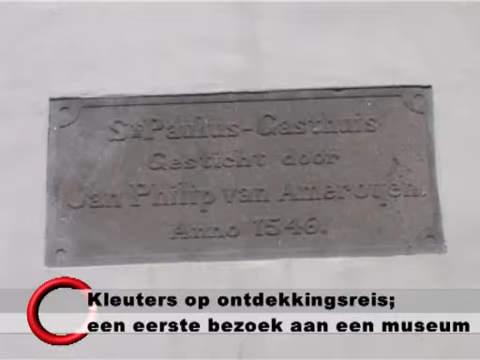 St Paulus-Gasthuis
Gesticht door
Jan Philip van Amerongen.
Anno 1546.
Kleuters op ontdekkingsreis;
een eerste bezoek aan een museum